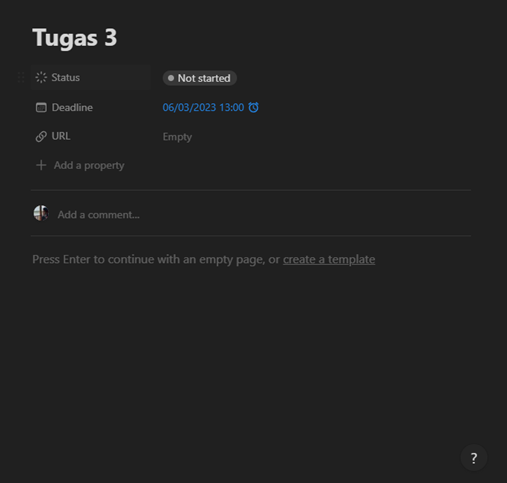 Tugas 3
Status Not started
Deadline 06/03/2023 13:00
URL Empty
Add a property
Add a comment...
Press Enter to continue with an empty page, or create a template
?